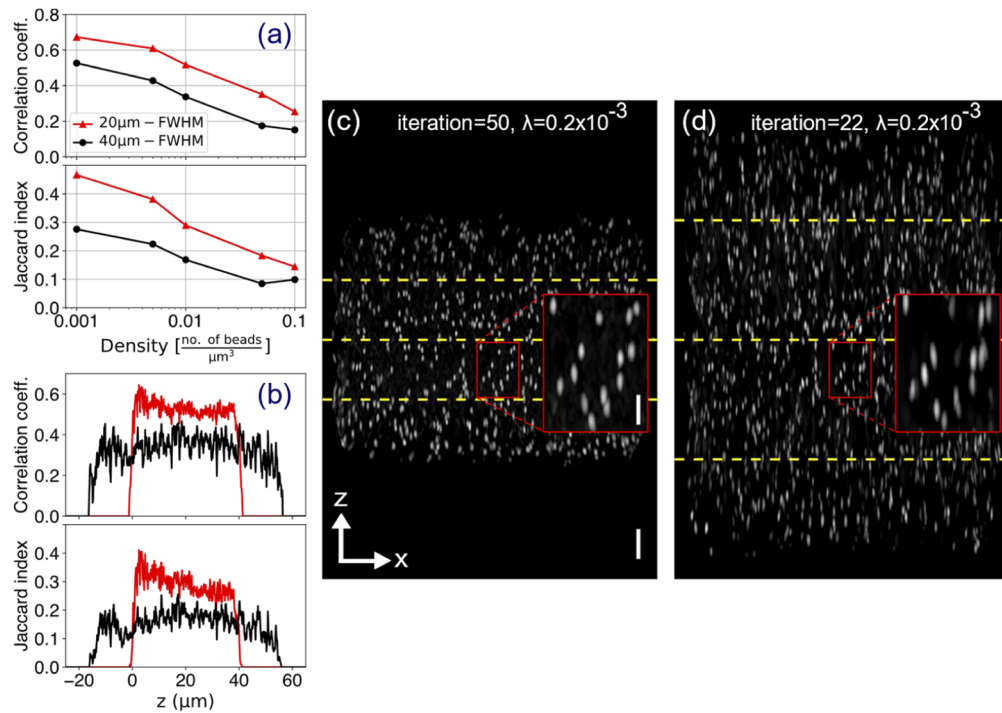 (a)
Correlation coeff.
0.8
0.6
0.4
0.2
0.0
20µm − FWHM
40µm − FWHM
Jaccard index
0.4
0.3
0.2
0.1
0.0
0.001
0.01
0.1
Density [no. of beads
µm³]
(b)
Correlation coeff.
0.6
0.4
0.2
0.0
Jaccard index
0.4
0.3
0.2
0.1
0.0
−20
0
20
40
60
z (µm)
(c)
iteration=50, λ=0.2x10⁻³
z
x
(d)
iteration=22, λ=0.2x10⁻³